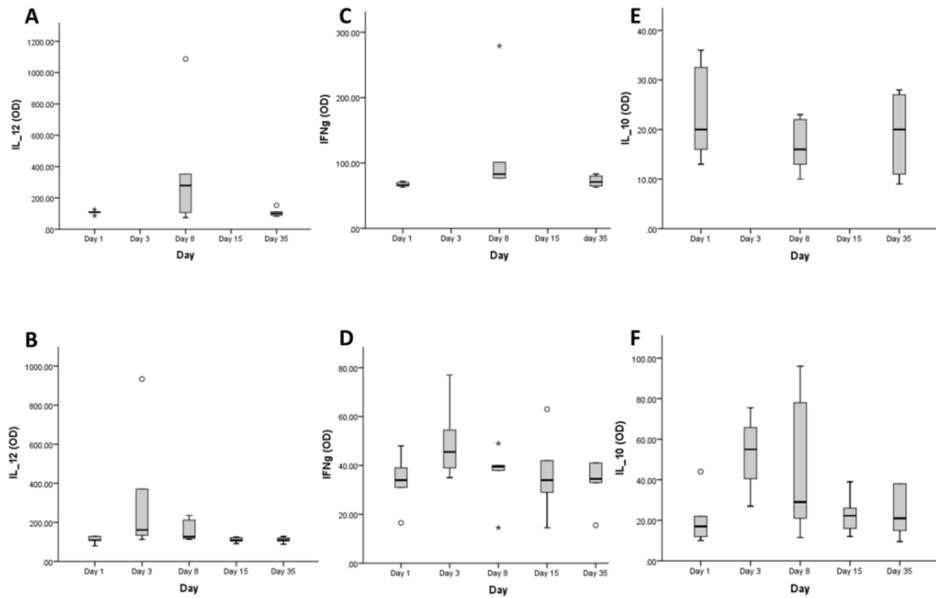 A
IL_12 (OD)
1200.00
1000.00
800.00
600.00
400.00
200.00
.00
Day 1 Day 3 Day 8 Day 15 Day 35
Day
C
IFNg (OD)
300.00
200.00
100.00
.00
Day 1 Day 3 Day 8 Day 15 day 35
Day
E
IL_10 (OD)
40.00
30.00
20.00
10.00
.00
Day 1 Day 3 Day 8 Day 15 Day 35
Day
B
IL_12 (OD)
1000.00
800.00
600.00
400.00
200.00
.00
Day 1 Day 3 Day 8 Day 15 Day 35
Day
D
IFNg (OD)
80.00
60.00
40.00
20.00
.00
Day 1 Day 3 Day 8 Day 15 Day 35
Day
F
IL_10 (OD)
100.00
80.00
60.00
40.00
20.00
.00
Day 1 Day 3 Day 8 Day 15 Day 35
Day